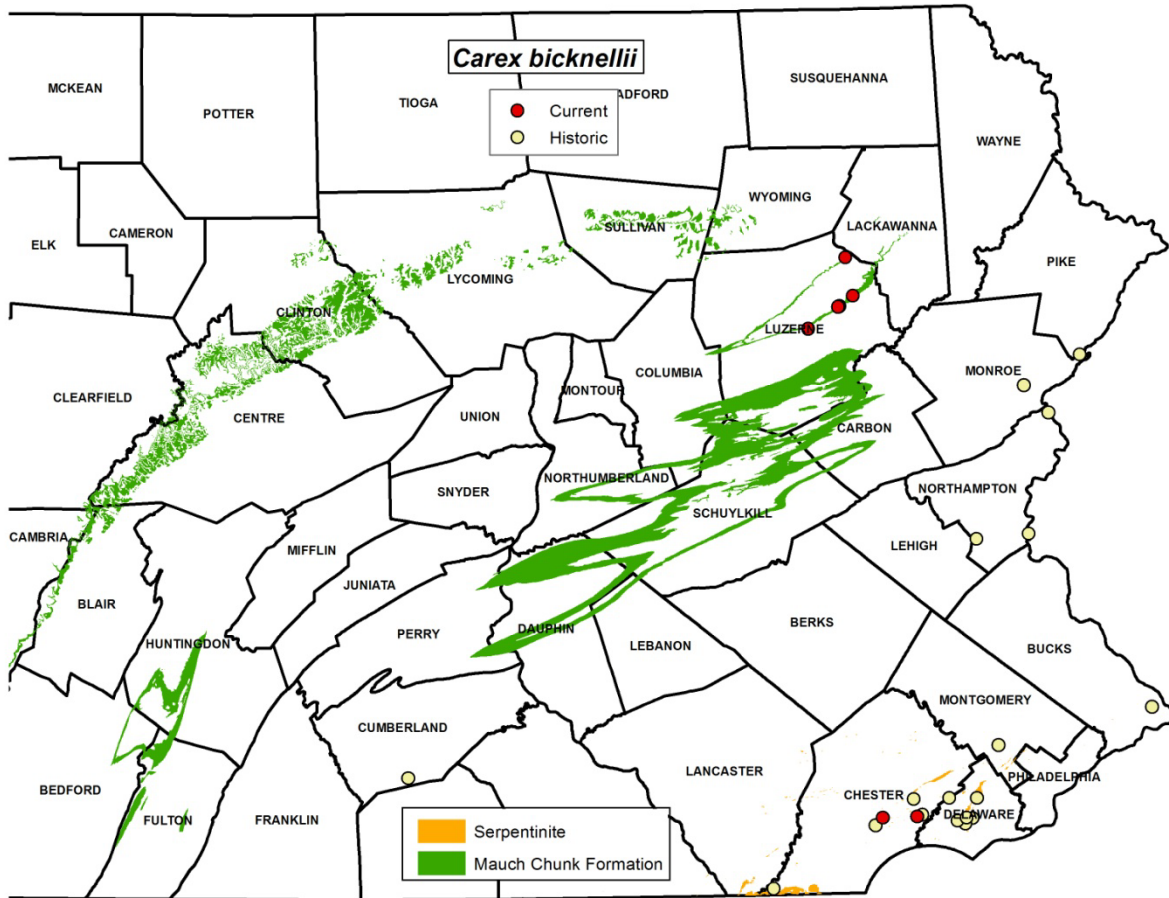 Carex bicknellii
Current
Historic
MCKEAN
POTTER
TIOGA
ADFORD
SUSQUEHANNA
WAYNE
ELK
CAMERON
SULLIVAN
WYOMING
LACKAWANNA
PIKE
CLINTON
LYCOMING
LUZERNE
CLEARFIELD
CENTRE
UNION
MONTOUR
COLUMBIA
MONROE
CARBON
SNYDER
NORTHUMBERLAND
SCHUYLKILL
NORTHAMPTON
LEHIGH
CAMBRIA
BLAIR
MIFFLIN
JUNIATA
PERRY
DAUPHIN
LEBANON
BERKS
BUCKS
HUNTINGDON
CUMBERLAND
MONTGOMERY
LANCASTER
CHESTER
PHILADELPHIA
DELAWARE
BEDFORD
FULTON
FRANKLIN
Serpentinite
Mauch Chunk Formation